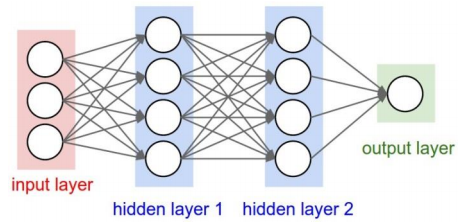 input layer
hidden layer 1
hidden layer 2
output layer